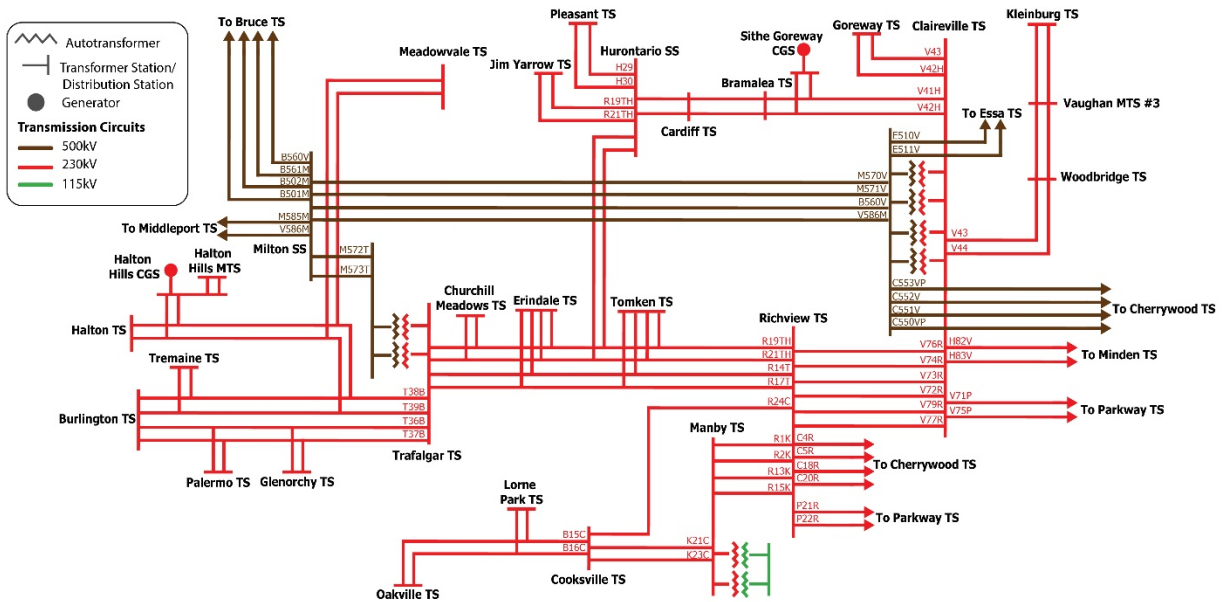 Autotransformer
Transformer Station/
Distribution Station
Generator
Transmission Circuits
500kV
230kV
115kV
To Bruce TS
Meadowvale TS
Pleasant TS
Jim Yarrow TS
Hurontario SS
H29
H30
R19TH
R21TH
Cardiff TS
Bramalea TS
Sithe Goreway
CGS
Goreway TS
Claireville TS
V43
V42H
V41H
V42H
Kleinburg TS
Vaughan MTS #3
Woodbridge TS
To Essa TS
E510V
E511V
B560V
B561M
B502M
B501M
M585M
V586M
To Middleport TS
Milton SS
M572T
M573T
M570V
M571V
B560V
V586M
V43
V44
C553VP
C552V
C551V
C550VP
To Cherrywood TS
Halton
Hills CGS
Halton
Hills MTS
Halton TS
Tremaine TS
Burlington TS
Palermo TS
Glenorchy TS
T38B
T39B
T36B
T37B
Trafalgar TS
Churchill
Meadows TS
Erindale TS
Tomken TS
Richview TS
R19TH
R21TH
R14T
R17T
R24C
V76R
V74R
V73R
V72R
V79R
V77R
H82V
H83V
To Minden TS
V71P
V75P
To Parkway TS
Manby TS
R1K
R2K
R13K
R15K
C4R
C5R
C18R
C20R
To Cherrywood TS
P21R
P22R
To Parkway TS
Lorne
Park TS
B15C
B16C
K21C
K23C
Cooksville TS
Oakville TS